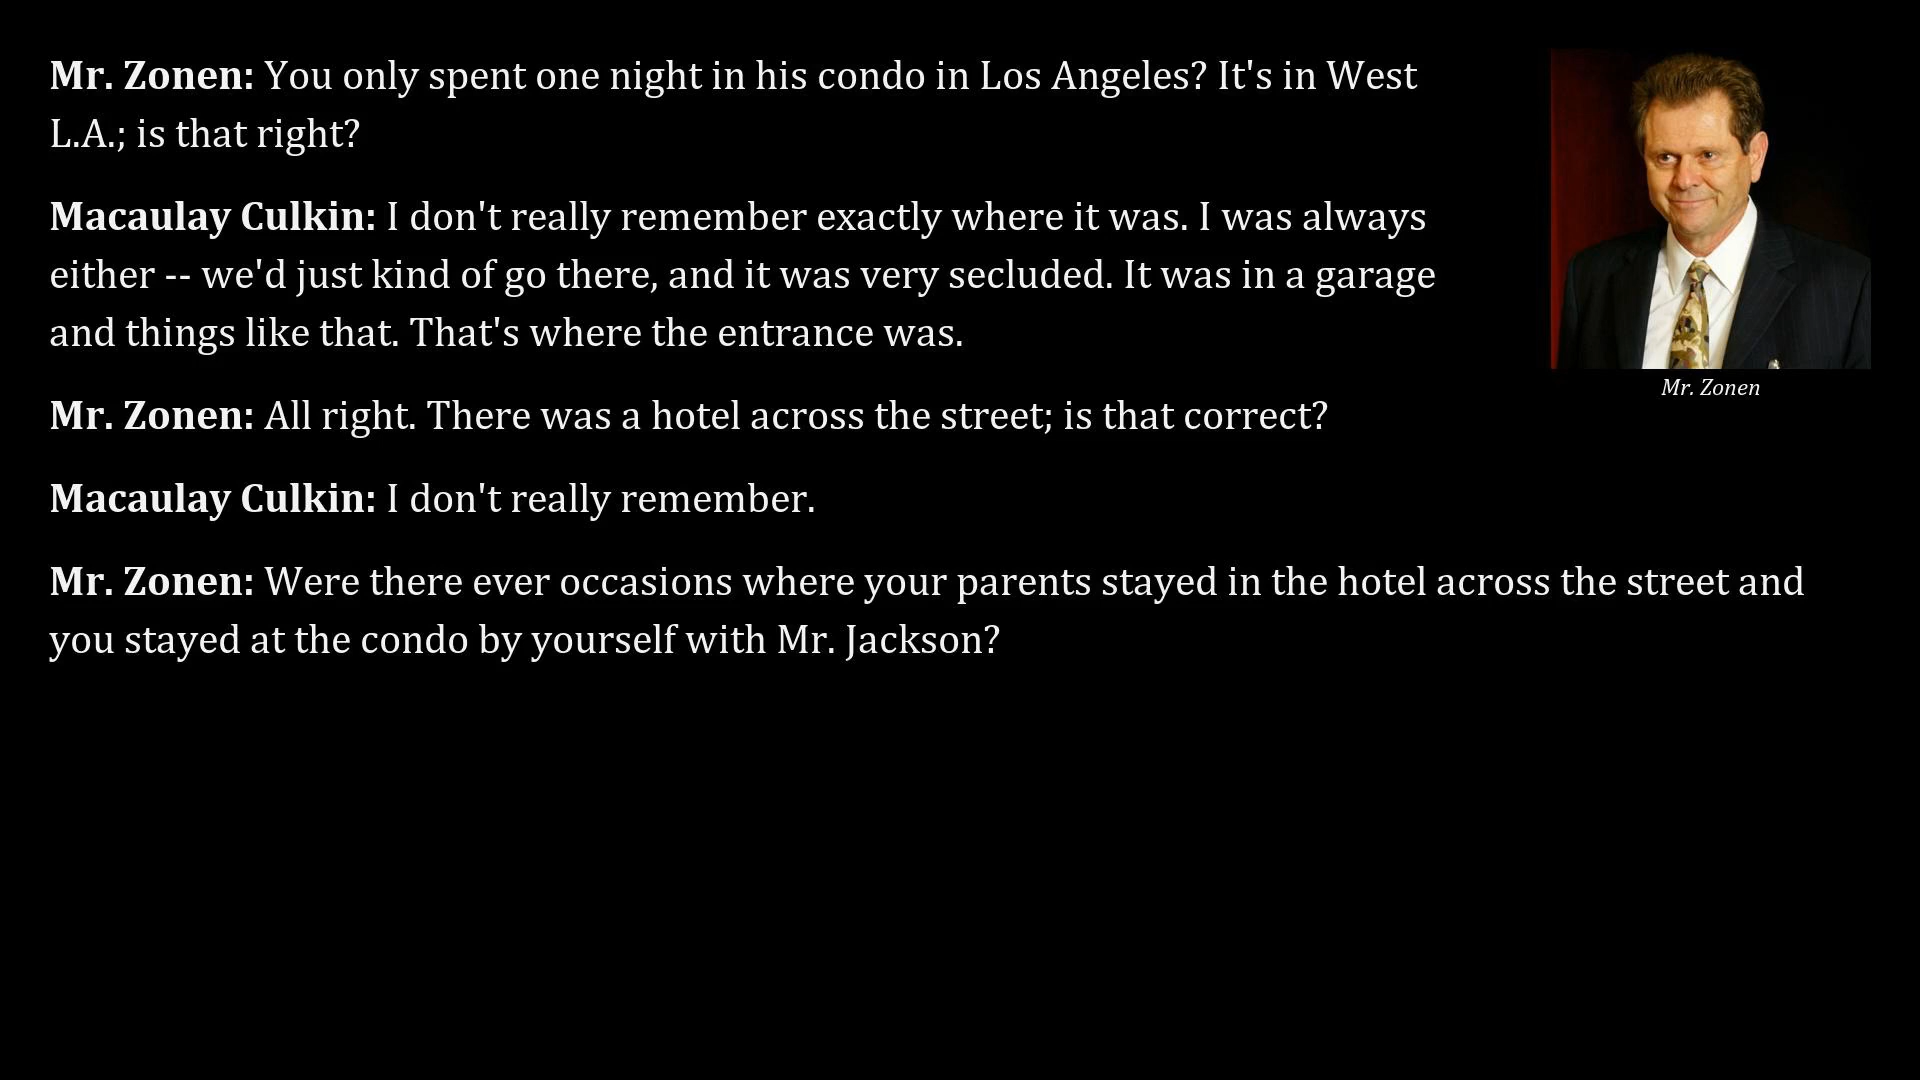 Mr. Zonen: You only spent one night in his condo in Los Angeles? It's in West
L.A.; is that right?
Macaulay Culkin: I don't really remember exactly where it was. I was always
either -- we'd just kind of go there, and it was very secluded. It was in a garage
and things like that. That's where the entrance was.
Mr. Zonen
Mr. Zonen: All right. There was a hotel across the street; is that correct?
Macaulay Culkin: I don't really remember.
Mr. Zonen: Were there ever occasions where your parents stayed in the hotel across the street and
you stayed at the condo by yourself with Mr. Jackson?